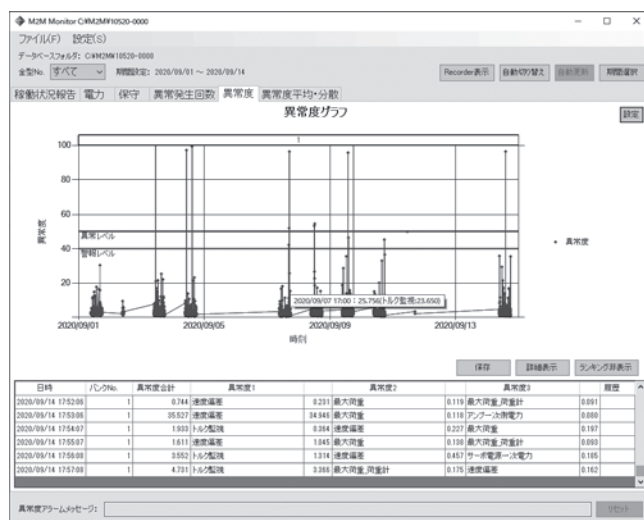 M2M Monitor C:¥M2M¥10520-0000
ファイル(F) 設定(S)
データベースフォルダ: C:¥M2M¥10520-0000
金型No. すべて 期間設定: 2020/09/01 ～ 2020/09/14 Recorder表示 自動切り替え 自動更新 期間選択
稼働状況報告 電力 保守 異常発生回数 異常度 異常度平均・分散
異常度グラフ 設定
1
100
80
60
40
20
異常度
異常レベル
警報レベル
異常度
2020/09/07 17:00 : 25.756(トルク監視:23.650)
2020/09/01 2020/09/05 2020/09/09 2020/09/13
時刻
保存 詳細表示 ランキング非表示
日時 バンクNo. 異常度合計 異常度1 異常度2 異常度3 履歴
2020/09/14 17:52:06 1 0.744 速度偏差 0.231 最大荷重 0.119 最大荷重_荷重計 0.091
2020/09/14 17:53:06 1 35.527 速度偏差 34.946 最大荷重 0.118 アンプ一次側電力 0.080
2020/09/14 17:54:07 1 1.933 トルク監視 0.364 速度偏差 0.227 最大荷重 0.197
2020/09/14 17:55:07 1 1.611 速度偏差 1.045 最大荷重 0.138 最大荷重_荷重計 0.093
2020/09/14 17:56:08 1 3.552 トルク監視 1.314 速度偏差 0.457 サーボ電源一次電力 0.185
2020/09/14 17:57:08 1 4.731 トルク監視 3.366 最大荷重_荷重計 0.175 速度偏差 0.162
異常度アラームメッセージ: リセット